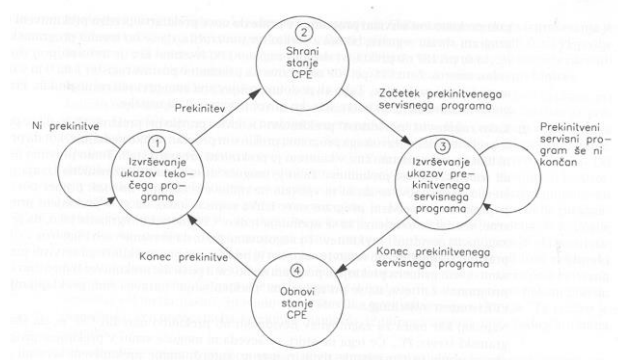 2
Shrani
stanje
CPE
Prekinitev
Začetek prekinitvenega
servisnega programa
Ni prekinitve
1
Izvrševanje
ukazov teko-
čega pro-
grama
3
Izvrševanje
ukazov pre-
kinitvenega
servisnega
programa
Prekinitveni
servisni pro-
gram še ni
končan
Konec prekinitve
Konec prekinitvenega
servisnega programa
4
Obnovi
stanje
CPE